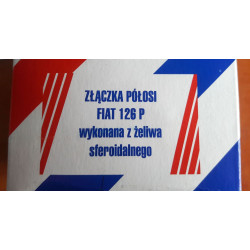 ZŁĄCZKA PÓŁOSI
FIAT 126 P
wykonana z żeliwa
sferoidalnego